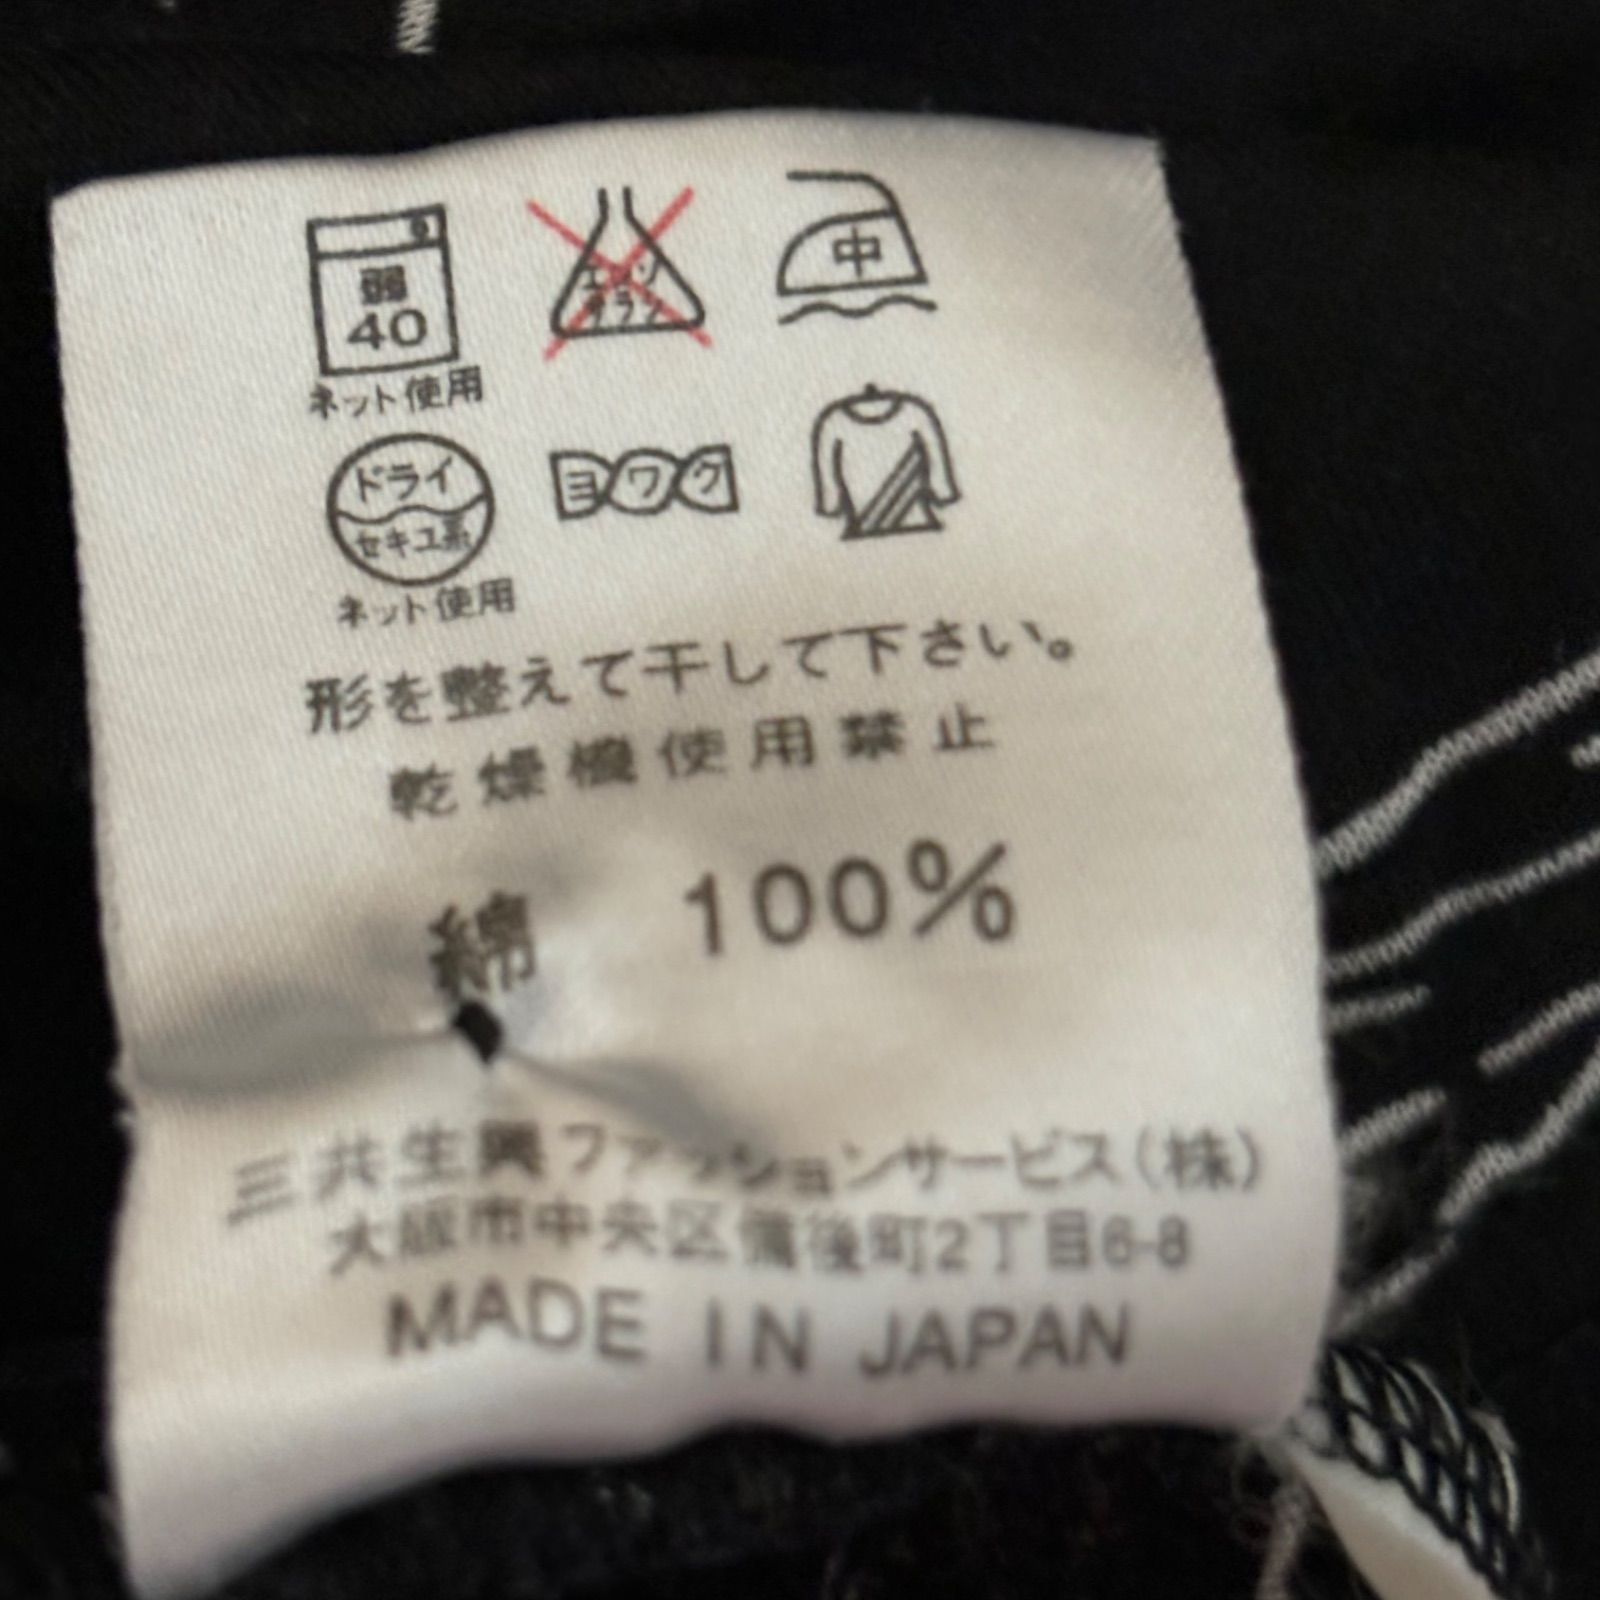 弱
40
ネット使用
エンソ
サラシ
中
ドライ
セキユ系
ネット使用
ヨワク
形を整えて干して下さい。
乾燥機使用禁止
綿 100%
三共生興ファッションサービス(株)
大阪市中央区備後町2丁目6-8
MADE IN JAPAN